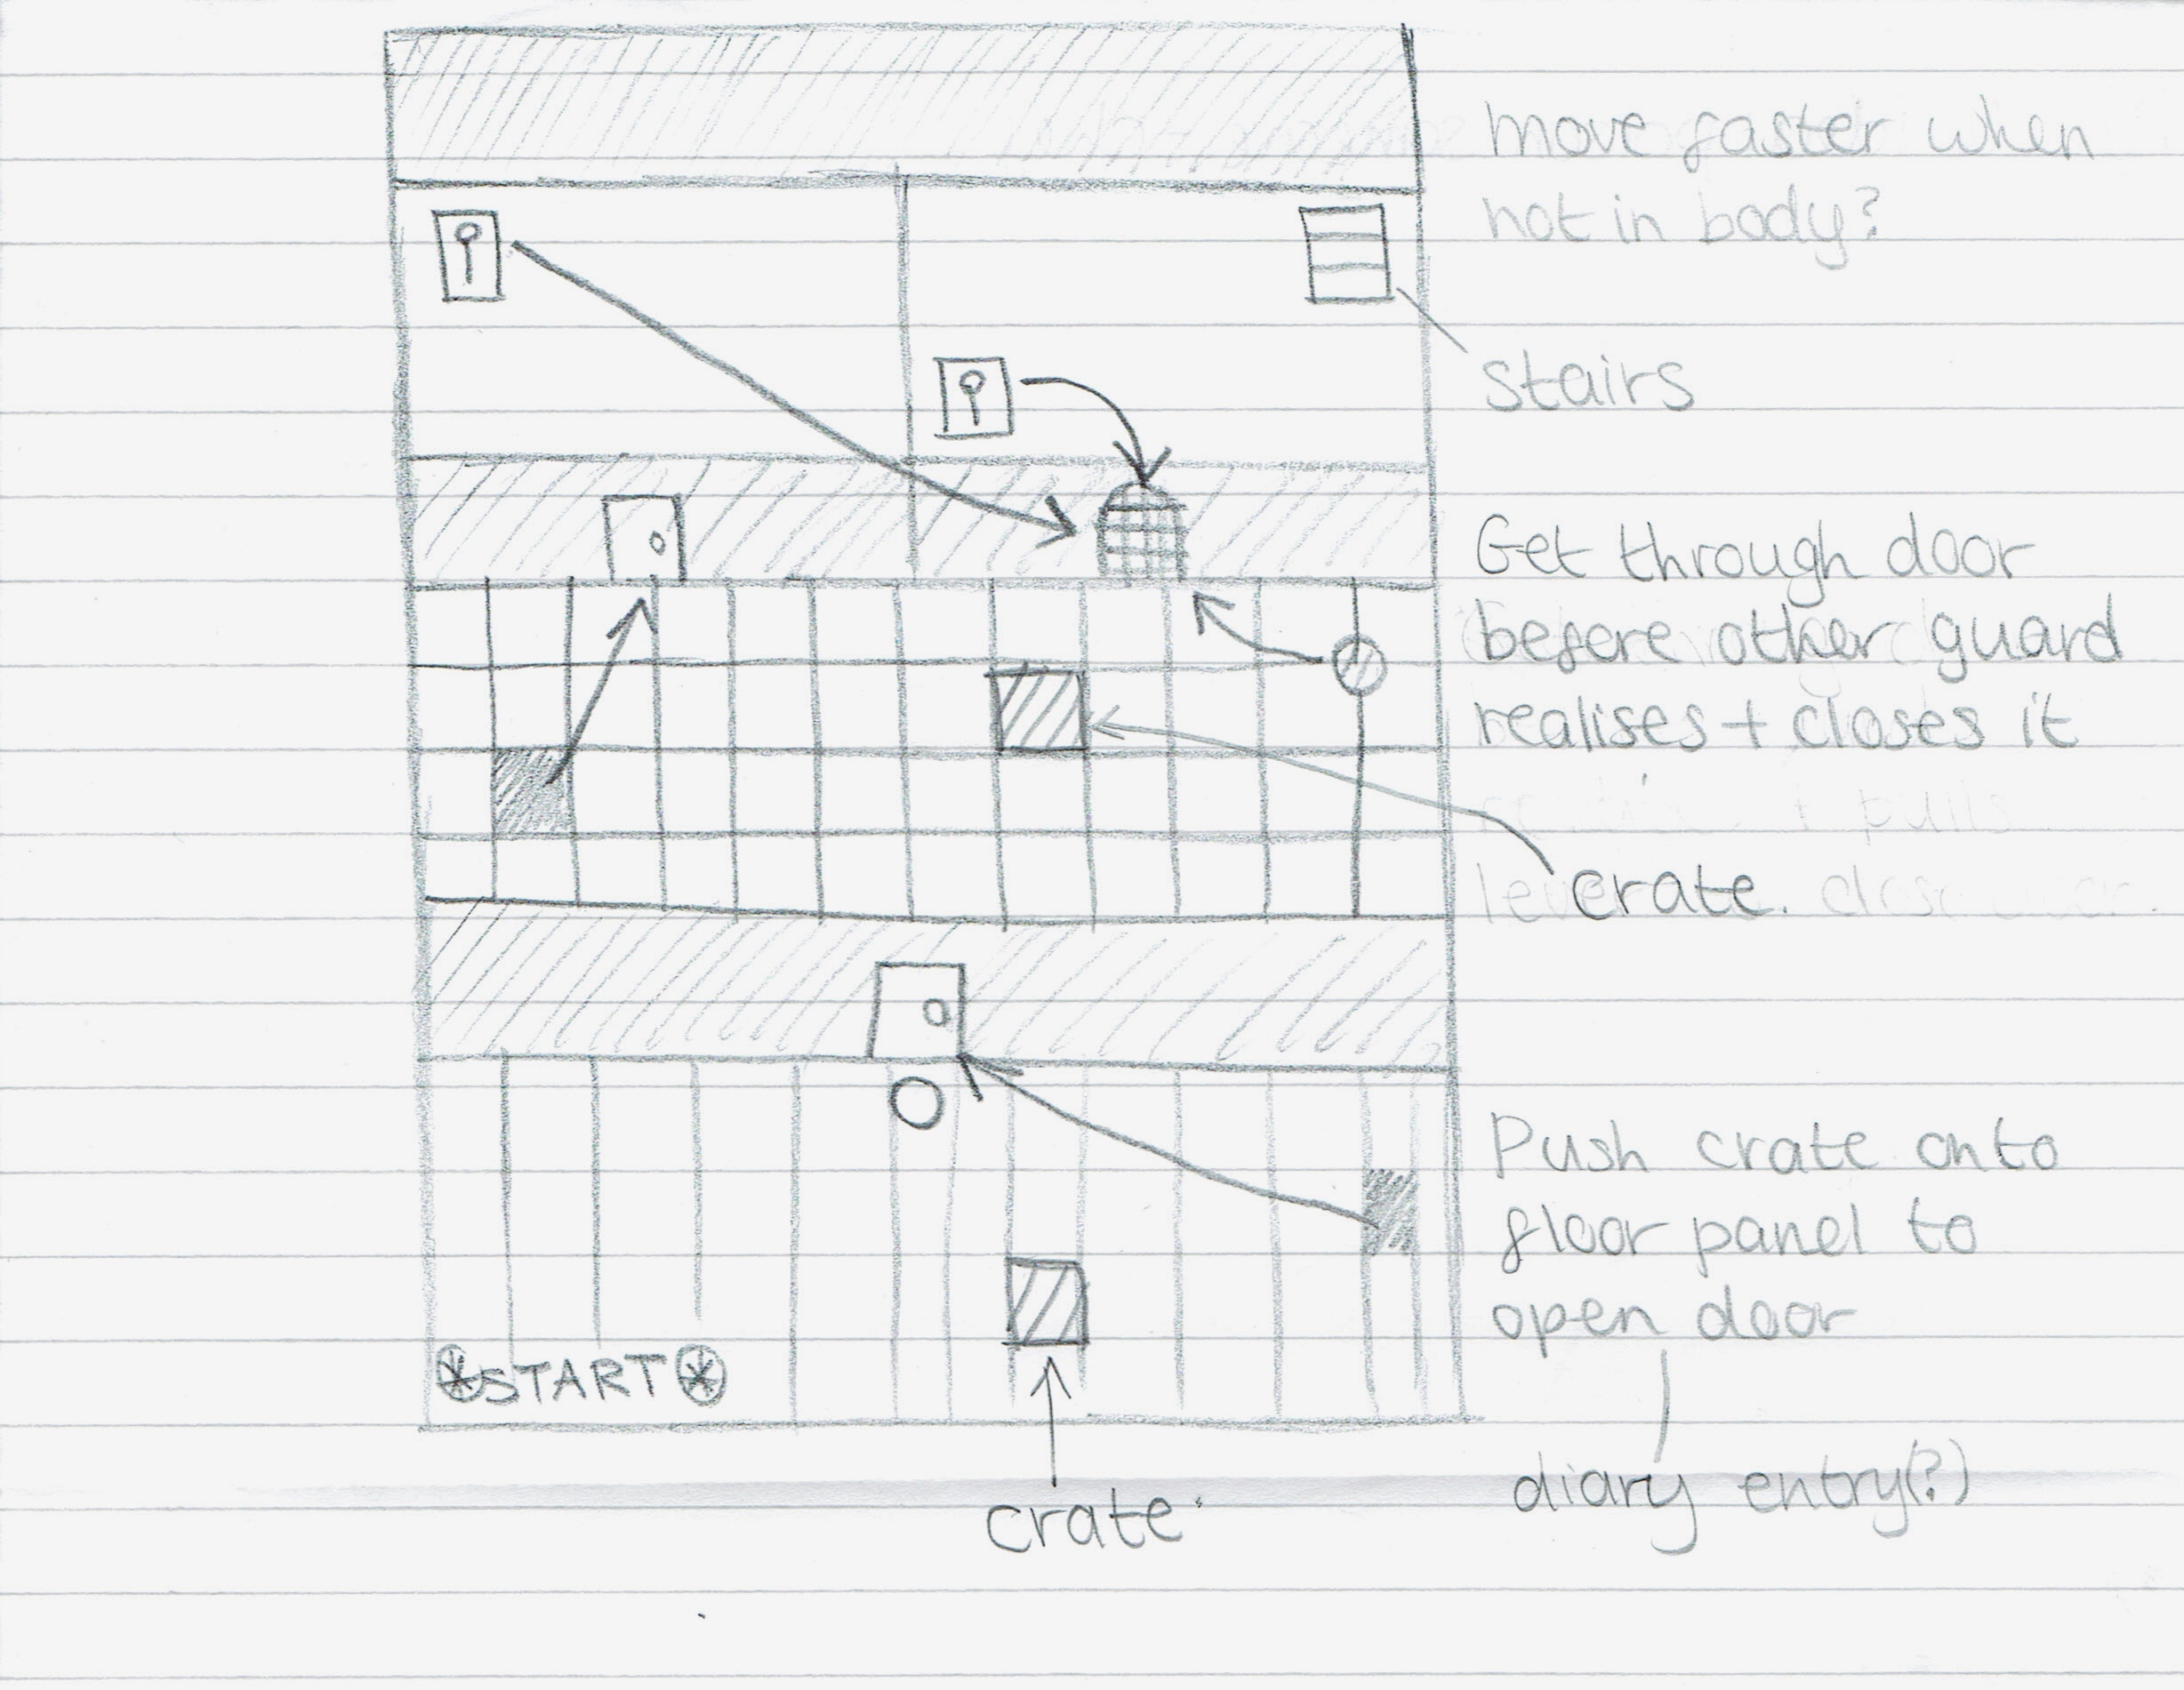 move faster when
not in body?
stairs
Get through door
before other guard
realises + closes it
pulls
crate.
Push crate onto
floor panel to
open door
START
diary entry(?)
crate